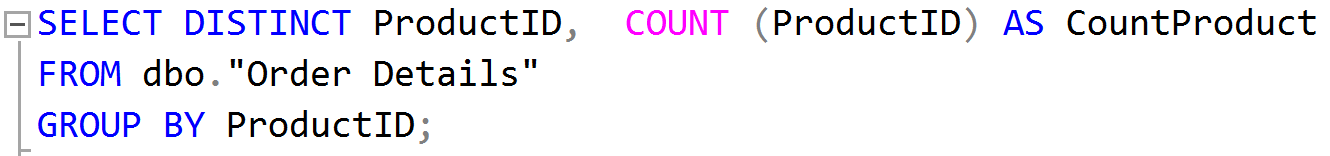 SELECT DISTINCT ProductID,  COUNT (ProductID) AS CountProduct
FROM dbo."Order Details"
GROUP BY ProductID;